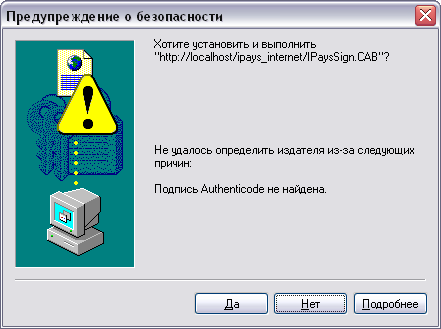 Предупреждение о безопасности
Хотите установить и выполнить
"http://localhost/ipays_internet/IPaysSign.CAB"?
Не удалось определить издателя из-за следующих
причин:
Подпись Authenticode не найдена.
Да
Нет
Подробнее